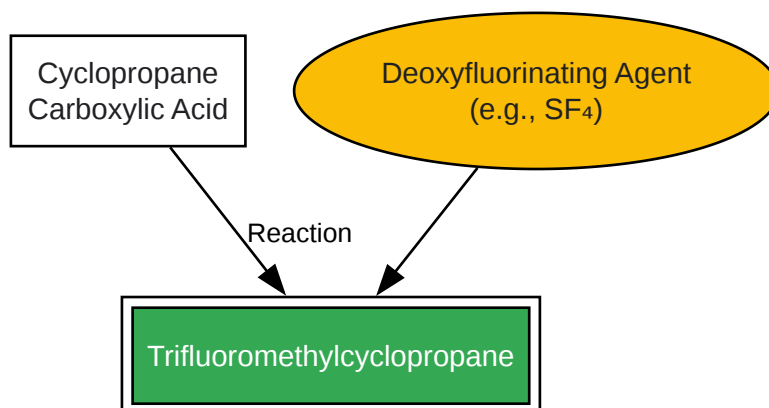 Cyclopropane
Carboxylic Acid
Deoxyfluorinating Agent
(e.g., SF₄)
Reaction
Trifluoromethylcyclopropane